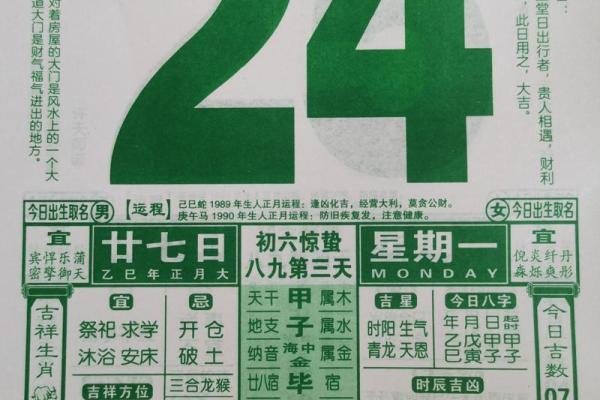 对着房屋的大门是风水上的一个大
道大门是财气福气进出的地方。
24
堂日出行者，贵人相遇，财利
，此日用之，大吉。
今日出生取名 男
【运程】
己巳蛇 1989 年生人正月运程：逢凶化吉，经营大利，莫贪公财。
庚午马 1990 年生人正月运程：防旧疾复发，注意健康。
女 今日出生取名
宜
宾悍乐蒲
密擎御天
廿七日
乙巳年正月大
初六惊蛰
八九第三天
星期一
MONDAY
宜
倪炎纤丹
森烁爽彤
吉祥生肖
宜
祭祀 求学
沐浴 安床
忌
开仓
破土
吉祥方位
三合龙猴
天干 甲 属木
地支 子 属水
纳音 海中金 属金
廿八宿 毕 宿
吉星
时阳 生气
青龙 天恩
今日八字
年月日起时
乙戊甲甲
巳寅子子
时辰吉凶
今日吉数
07